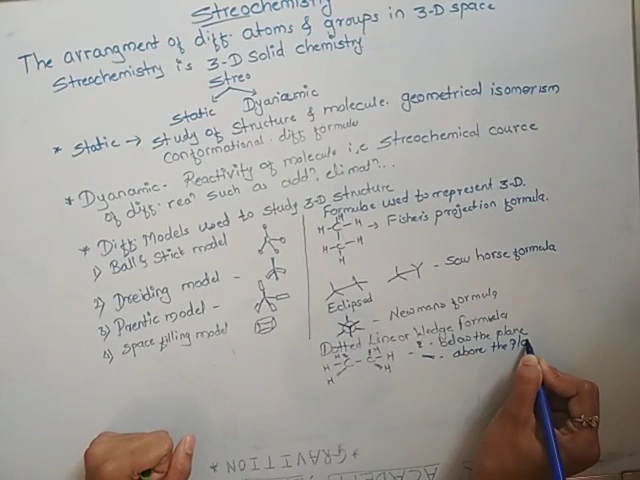 Streochemistry
The arrangment of diff. atoms & groups in 3-D space
Streochemistry is 3-D solid chemistry
Streo
Static Dyanamic
* Static → study of structure & molecule. geometrical isomerism
conformational diff formula
* Dyanamic - Reactivity of molecule i,e streochemical cource
of diff. rean such as addn, elimatn...
* Diff Models used to study 3-D structure
1) Ball & Stick model
2) Dreiding model -
3) Prentic model -
4) Space filling model
Formulae used to represent 3-D.
H
H-C-H → Fisher's projection formula.
H-C-H
H
- Saw horse formula
Eclipsed
- Newmans formula
Dotted Line or Wedge formula
H H
H C - C H - below the plane
H H - above the pla
* GRAVITION *
ACADEM